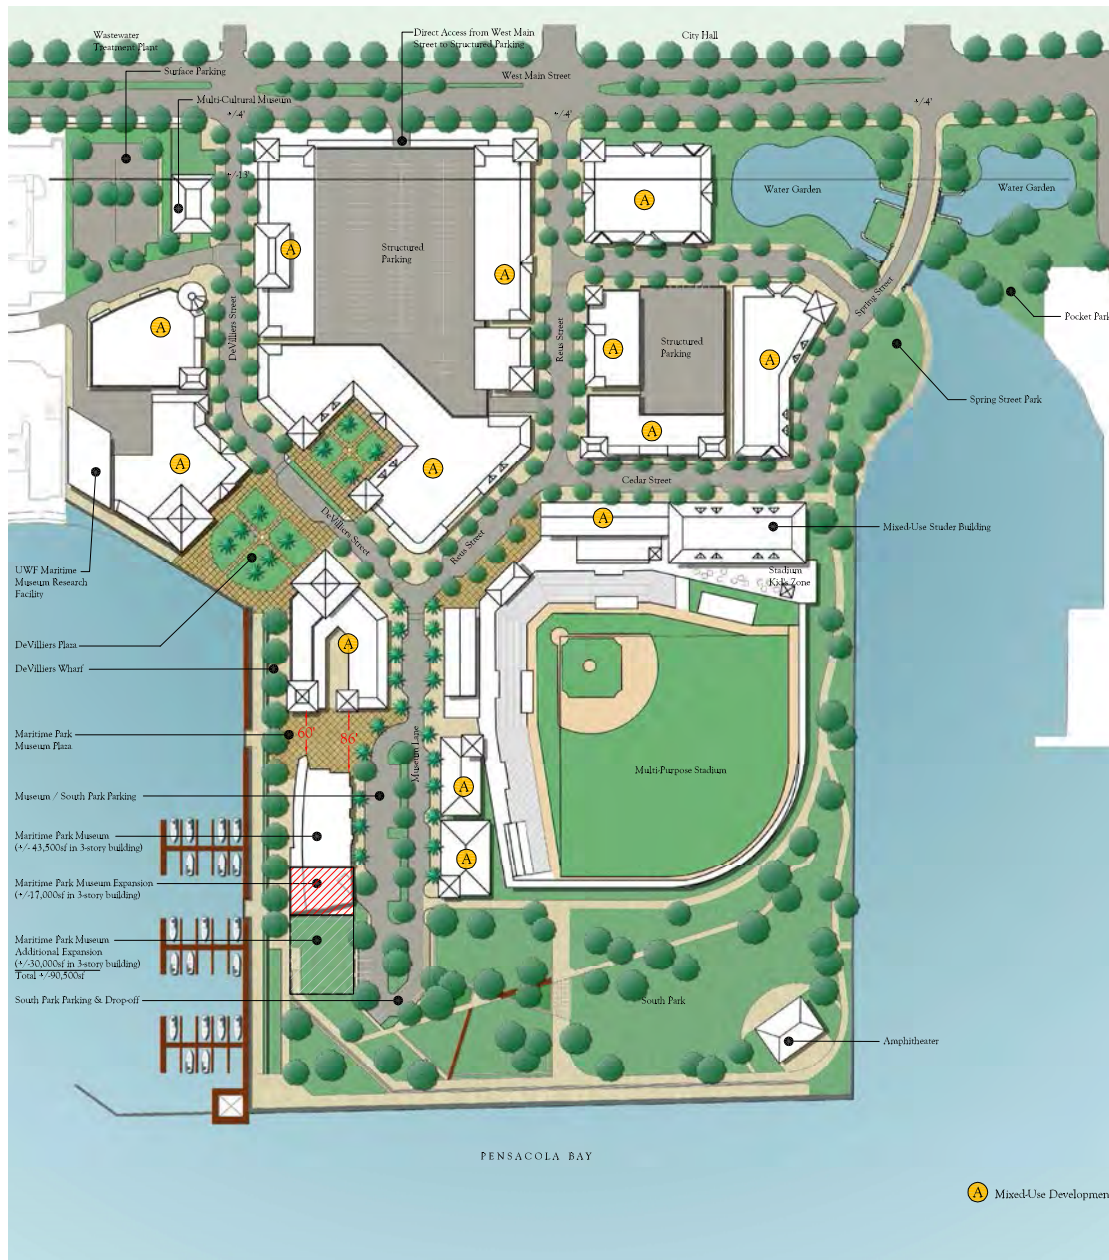 Wastewater
Treatment Plant
Direct Access from West Main
Street to Structured Parking
City Hall
Surface Parking
West Main Street
Multi-Cultural Museum
+/-4'
+/-4'
+/-4'
+/-13'
A
Water Garden
Water Garden
A
Structured
Parking
A
Spring Street
Pocket Park
A
DeVilliers Street
Reus Street
A
Structured
Parking
A
Spring Street Park
A
A
A
Cedar Street
A
DeVilliers Street
Reus Street
Mixed-Use Studer Building
UWF Maritime
Museum Research
Facility
Stadium
Kid's Zone
DeVilliers Plaza
A
DeVilliers Wharf
Maritime Park
Museum Plaza
60'
86'
Museum Lane
Multi-Purpose Stadium
A
Museum / South Park Parking
Maritime Park Museum
(+/- 43,500sf in 3-story building)
A
Maritime Park Museum Expansion
(+/-17,000sf in 3-story building)
Maritime Park Museum
Additional Expansion
(+/-30,000sf in 3-story building)
Total +/-90,500sf
South Park Parking & Drop-off
South Park
Amphitheater
PENSACOLA BAY
A Mixed-Use Developmen